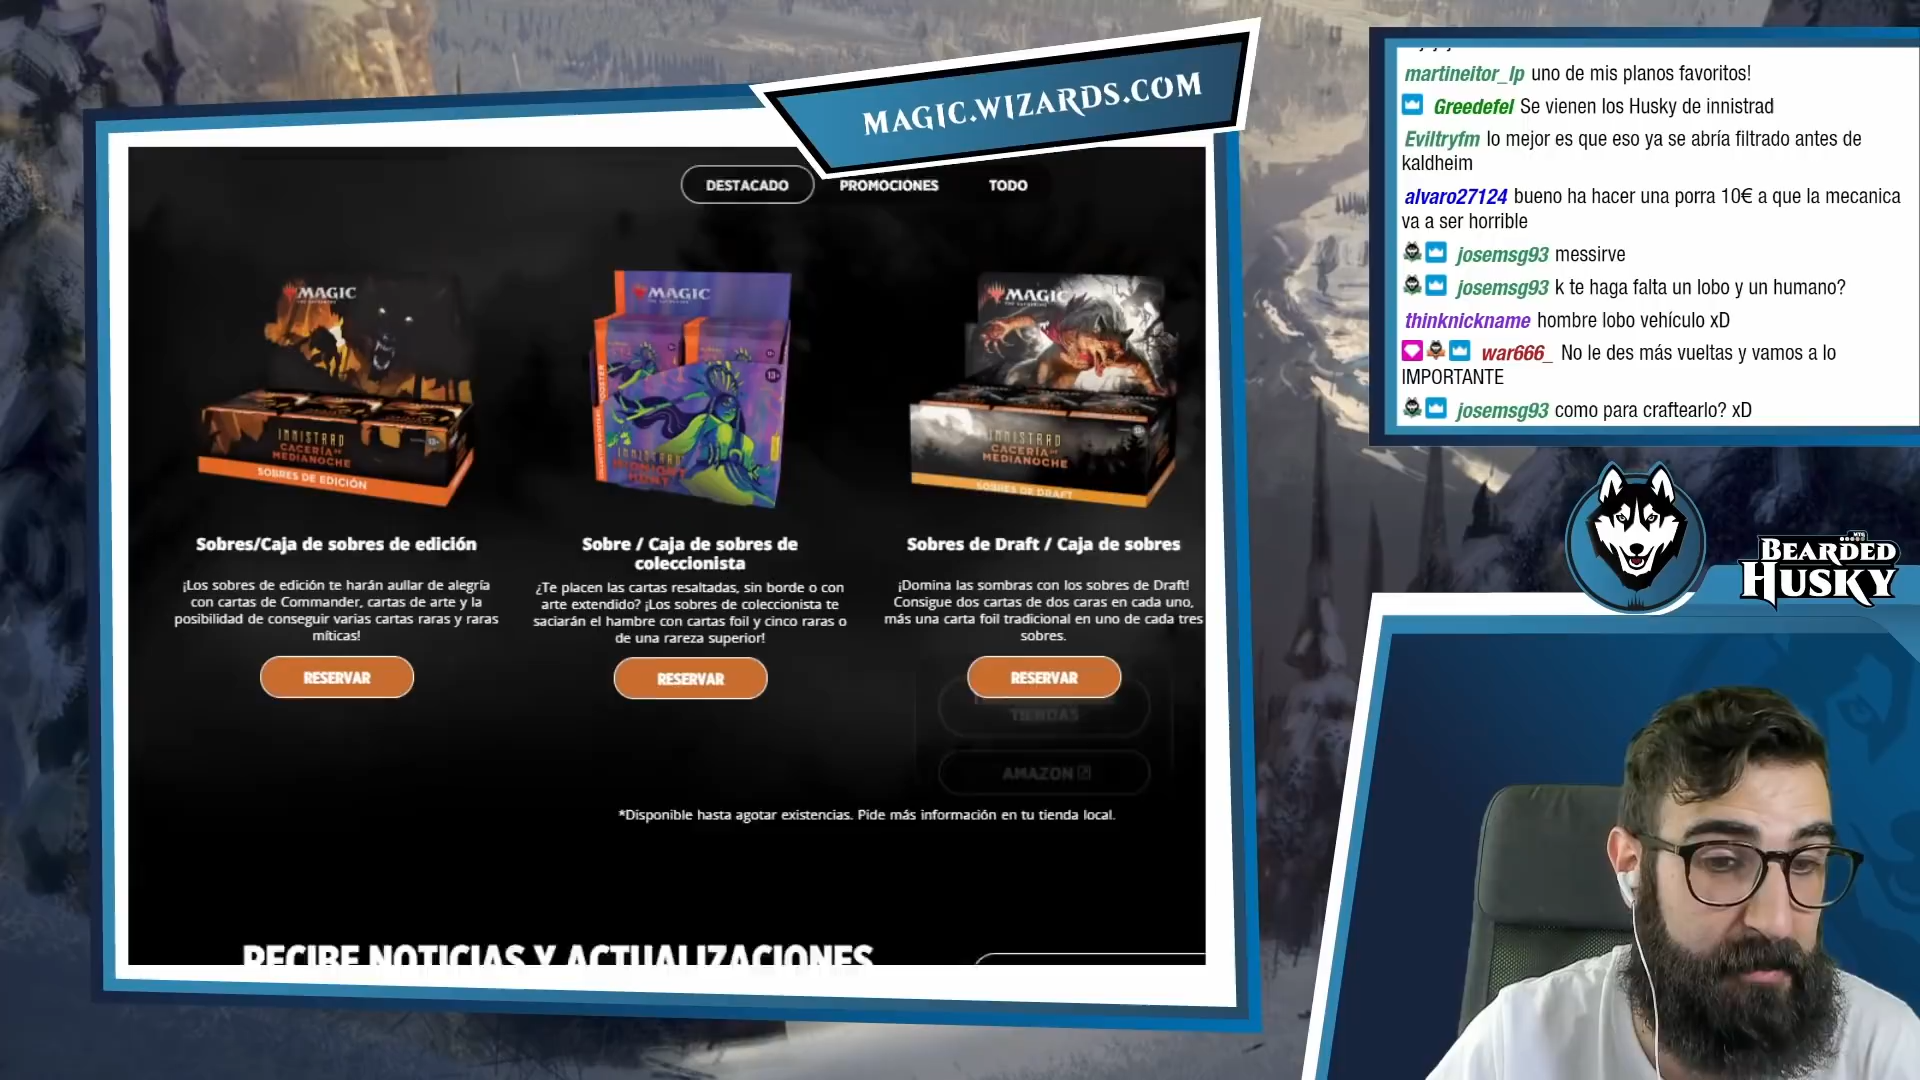 MAGIC.WIZARDS.COM
DESTACADO
PROMOCIONES
TODO
MAGIC
INNISTRAD
CACERÍA DE
MEDIANOCHE
SOBRES DE EDICIÓN
MAGIC
INNISTRAD
MIDNIGHT
HUNT
13+
MAGIC
INNISTRAD
CACERÍA DE
MEDIANOCHE
SOBRES DE DRAFT
Sobres/Caja de sobres de edición
¡Los sobres de edición te harán aullar de alegría
con cartas de Commander, cartas de arte y la
posibilidad de conseguir varias cartas raras y raras
míticas!
RESERVAR
Sobre / Caja de sobres de
coleccionista
¿Te placen las cartas resaltadas, sin borde o con
arte extendido? ¡Los sobres de coleccionista te
saciarán el hambre con cartas foil y cinco raras o
de una rareza superior!
RESERVAR
Sobres de Draft / Caja de sobres
¡Domina las sombras con los sobres de Draft!
Consigue dos cartas de dos caras en cada uno,
más una carta foil tradicional en uno de cada tres
sobres.
RESERVAR
TIENDAS
AMAZON
*Disponible hasta agotar existencias. Pide más información en tu tienda local.
RECIBE NOTICIAS Y ACTUALIZACIONES
martineitor_lp uno de mis planos favoritos!
Greedefel Se vienen los Husky de innistrad
Eviltryfm lo mejor es que eso ya se abría filtrado antes de
kaldheim
alvaro27124 bueno ha hacer una porra 10€ a que la mecanica
va a ser horrible
josemsg93 messirve
josemsg93 k te haga falta un lobo y un humano?
thinknickname hombre lobo vehículo xD
war666_ No le des más vueltas y vamos a lo
IMPORTANTE
josemsg93 como para craftearlo? xD
BEARDED
HUSKY